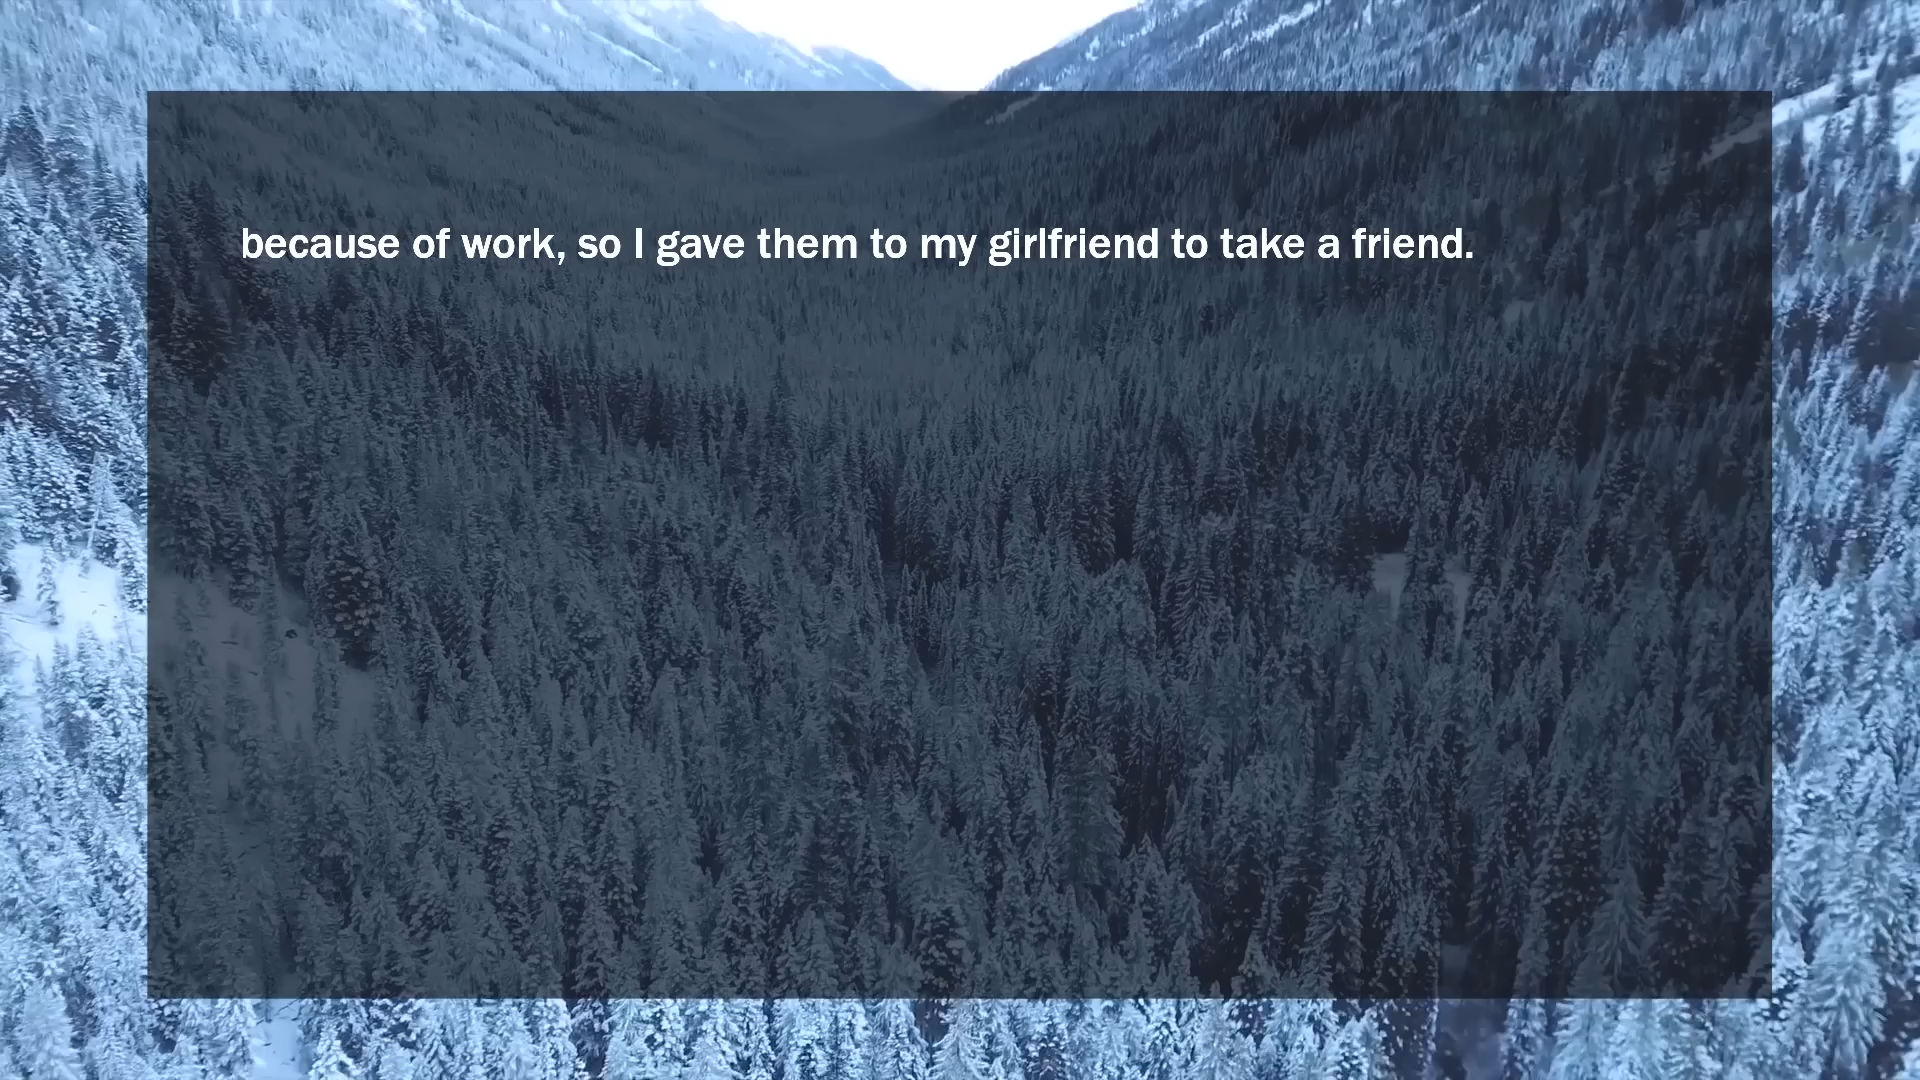 because of work, so I gave them to my girlfriend to take a friend.